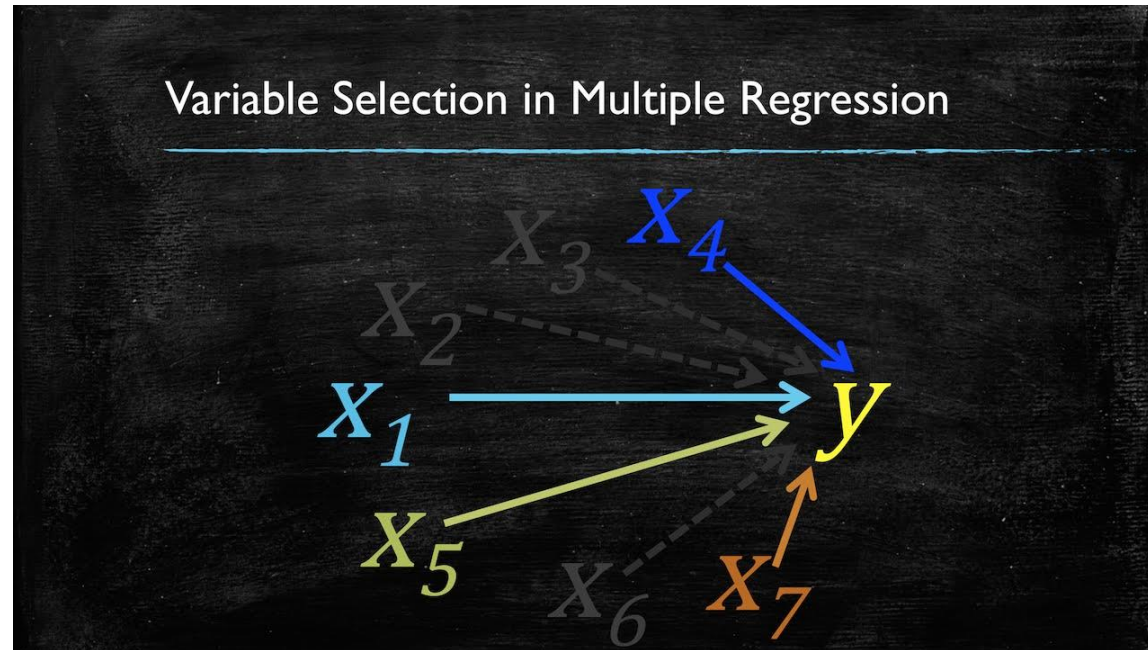 Variable Selection in Multiple Regression
x4
x3
x2
x1
y
x5
x6
x7